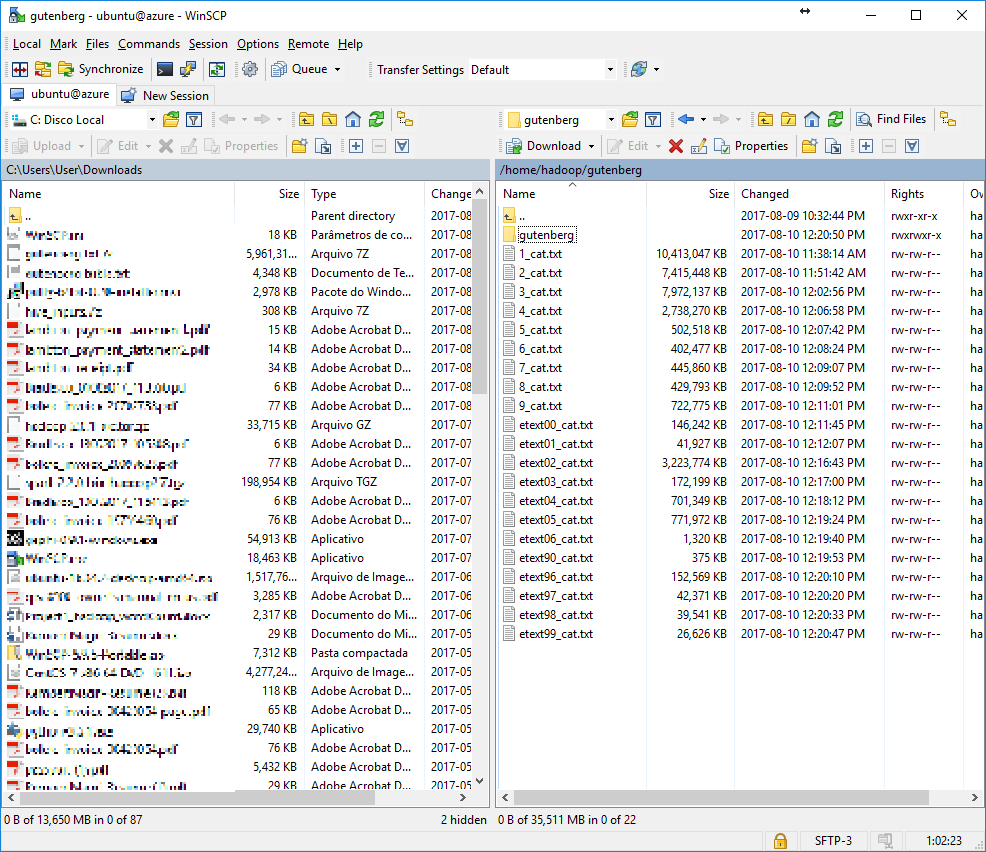 gutenberg - ubuntu@azure - WinSCP
Local Mark Files Commands Session Options Remote Help
Synchronize Queue Transfer Settings Default
ubuntu@azure New Session
C: Disco Local
Upload Edit Properties
C:\Users\User\Downloads
Name Size Type Change
.. Parent directory 2017-08
18 KB Parâmetros de co... 2017-08
5,961,31... Arquivo 7Z 2017-08
4,348 KB Documento de Te... 2017-08
2,978 KB Pacote do Windo... 2017-08
308 KB Arquivo 7Z 2017-08
15 KB Adobe Acrobat D... 2017-08
14 KB Adobe Acrobat D... 2017-08
34 KB Adobe Acrobat D... 2017-08
6 KB Adobe Acrobat D... 2017-08
77 KB Adobe Acrobat D... 2017-08
33,715 KB Arquivo GZ 2017-07
6 KB Adobe Acrobat D... 2017-07
77 KB Adobe Acrobat D... 2017-07
198,954 KB Arquivo TGZ 2017-07
6 KB Adobe Acrobat D... 2017-07
76 KB Adobe Acrobat D... 2017-07
54,913 KB Aplicativo 2017-07
18,463 KB Aplicativo 2017-07
1,517,76... Arquivo de Image... 2017-06
3,285 KB Adobe Acrobat D... 2017-06
2,317 KB Documento do Mi... 2017-06
29 KB Documento do Mi... 2017-05
7,312 KB Pasta compactada 2017-05
4,277,24... Arquivo de Image... 2017-05
118 KB Adobe Acrobat D... 2017-05
65 KB Adobe Acrobat D... 2017-05
29,740 KB Aplicativo 2017-05
76 KB Adobe Acrobat D... 2017-05
5,432 KB Adobe Acrobat D... 2017-05
29 KB Adobe Acrobat D... 2017-05
0 B of 13,650 MB in 0 of 87 2 hidden
gutenberg Find Files
Download Edit Properties
/home/hadoop/gutenberg
Name Size Changed Rights Ov
.. 2017-08-09 10:32:44 PM rwxr-xr-x ha
gutenberg 2017-08-10 12:20:50 PM rwxrwxr-x ha
1_cat.txt 10,413,047 KB 2017-08-10 11:38:14 AM rw-rw-r-- ha
2_cat.txt 7,415,448 KB 2017-08-10 11:51:42 AM rw-rw-r-- ha
3_cat.txt 7,972,137 KB 2017-08-10 12:02:56 PM rw-rw-r-- ha
4_cat.txt 2,738,270 KB 2017-08-10 12:06:58 PM rw-rw-r-- ha
5_cat.txt 502,518 KB 2017-08-10 12:07:42 PM rw-rw-r-- ha
6_cat.txt 402,477 KB 2017-08-10 12:08:24 PM rw-rw-r-- ha
7_cat.txt 445,860 KB 2017-08-10 12:09:07 PM rw-rw-r-- ha
8_cat.txt 429,793 KB 2017-08-10 12:09:52 PM rw-rw-r-- ha
9_cat.txt 722,775 KB 2017-08-10 12:11:01 PM rw-rw-r-- ha
etext00_cat.txt 146,242 KB 2017-08-10 12:11:45 PM rw-rw-r-- ha
etext01_cat.txt 41,927 KB 2017-08-10 12:12:07 PM rw-rw-r-- ha
etext02_cat.txt 3,223,774 KB 2017-08-10 12:16:43 PM rw-rw-r-- ha
etext03_cat.txt 172,199 KB 2017-08-10 12:17:00 PM rw-rw-r-- ha
etext04_cat.txt 701,349 KB 2017-08-10 12:18:12 PM rw-rw-r-- ha
etext05_cat.txt 771,972 KB 2017-08-10 12:19:24 PM rw-rw-r-- ha
etext06_cat.txt 1,320 KB 2017-08-10 12:19:40 PM rw-rw-r-- ha
etext90_cat.txt 375 KB 2017-08-10 12:19:53 PM rw-rw-r-- ha
etext96_cat.txt 152,569 KB 2017-08-10 12:20:10 PM rw-rw-r-- ha
etext97_cat.txt 42,371 KB 2017-08-10 12:20:20 PM rw-rw-r-- ha
etext98_cat.txt 39,541 KB 2017-08-10 12:20:33 PM rw-rw-r-- ha
etext99_cat.txt 26,626 KB 2017-08-10 12:20:47 PM rw-rw-r-- ha
0 B of 35,511 MB in 0 of 22
SFTP-3 1:02:23